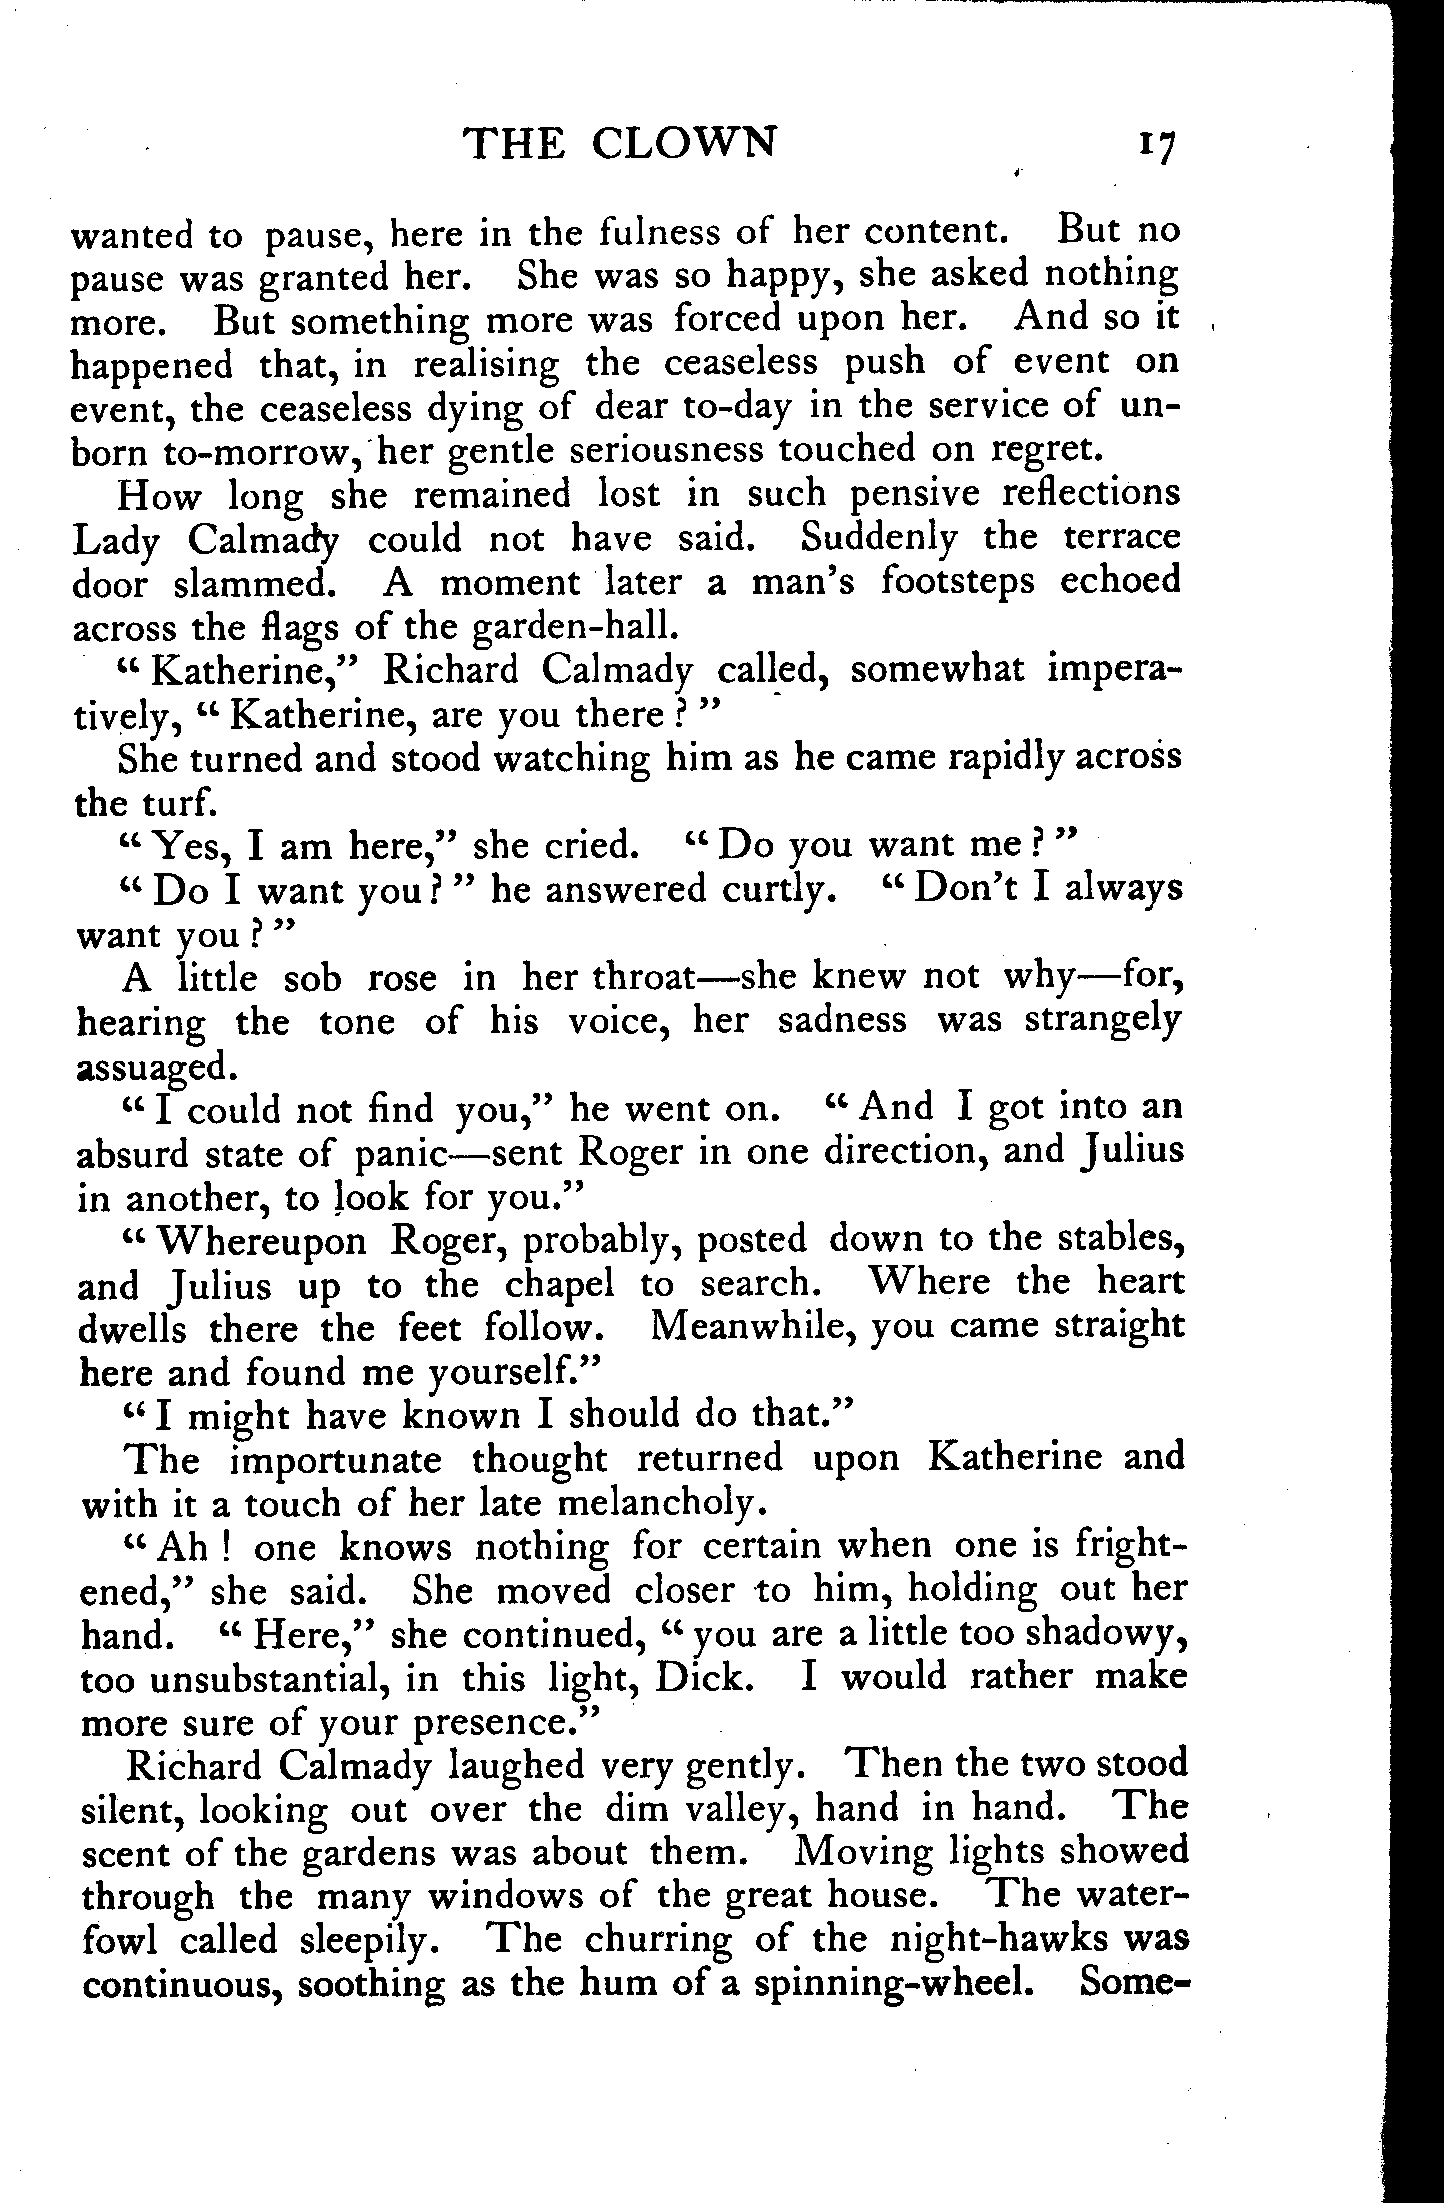 THE CLOWN 17
wanted to pause, here in the fulness of her content. But no
pause was granted her. She was so happy, she asked nothing
more. But something more was forced upon her. And so it
happened that, in realising the ceaseless push of event on
event, the ceaseless dying of dear to-day in the service of un-
born to-morrow, her gentle seriousness touched on regret.
How long she remained lost in such pensive reflections
Lady Calmady could not have said. Suddenly the terrace
door slammed. A moment later a man's footsteps echoed
across the flags of the garden-hall.
“Katherine,” Richard Calmady called, somewhat impera-
tively, “Katherine, are you there?”
She turned and stood watching him as he came rapidly across
the turf.
“Yes, I am here,” she cried. “Do you want me?”
“Do I want you?” he answered curtly. “Don't I always
want you?”
A little sob rose in her throat—she knew not why—for,
hearing the tone of his voice, her sadness was strangely
assuaged.
“I could not find you,” he went on. “And I got into an
absurd state of panic—sent Roger in one direction, and Julius
in another, to look for you.”
“Whereupon Roger, probably, posted down to the stables,
and Julius up to the chapel to search. Where the heart
dwells there the feet follow. Meanwhile, you came straight
here and found me yourself.”
“I might have known I should do that.”
The importunate thought returned upon Katherine and
with it a touch of her late melancholy.
“Ah! one knows nothing for certain when one is fright-
ened,” she said. She moved closer to him, holding out her
hand. “Here,” she continued, “you are a little too shadowy,
too unsubstantial, in this light, Dick. I would rather make
more sure of your presence.”
Richard Calmady laughed very gently. Then the two stood
silent, looking out over the dim valley, hand in hand. The
scent of the gardens was about them. Moving lights showed
through the many windows of the great house. The water-
fowl called sleepily. The churring of the night-hawks was
continuous, soothing as the hum of a spinning-wheel. Some-